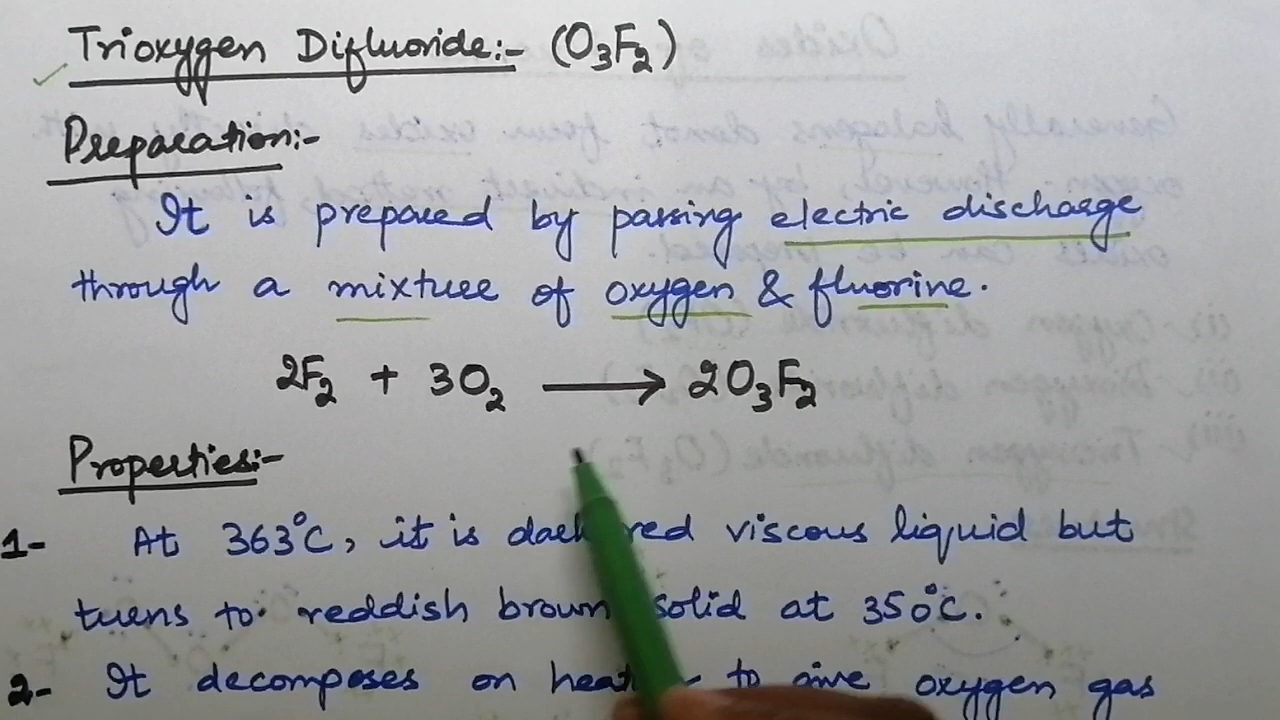 Trioxygen Difluoride:- (O₃F₂)
Preparation:-
It is prepared by passing electric discharge
through a mixture of oxygen & fluorine.
2F₂ + 3O₂ ⟶ 2O₃F₂
Properties:-
1- At 363°C, it is dark red viscous liquid but
turns to reddish brown solid at 350°C.
2- It decomposes on to give oxygen gas